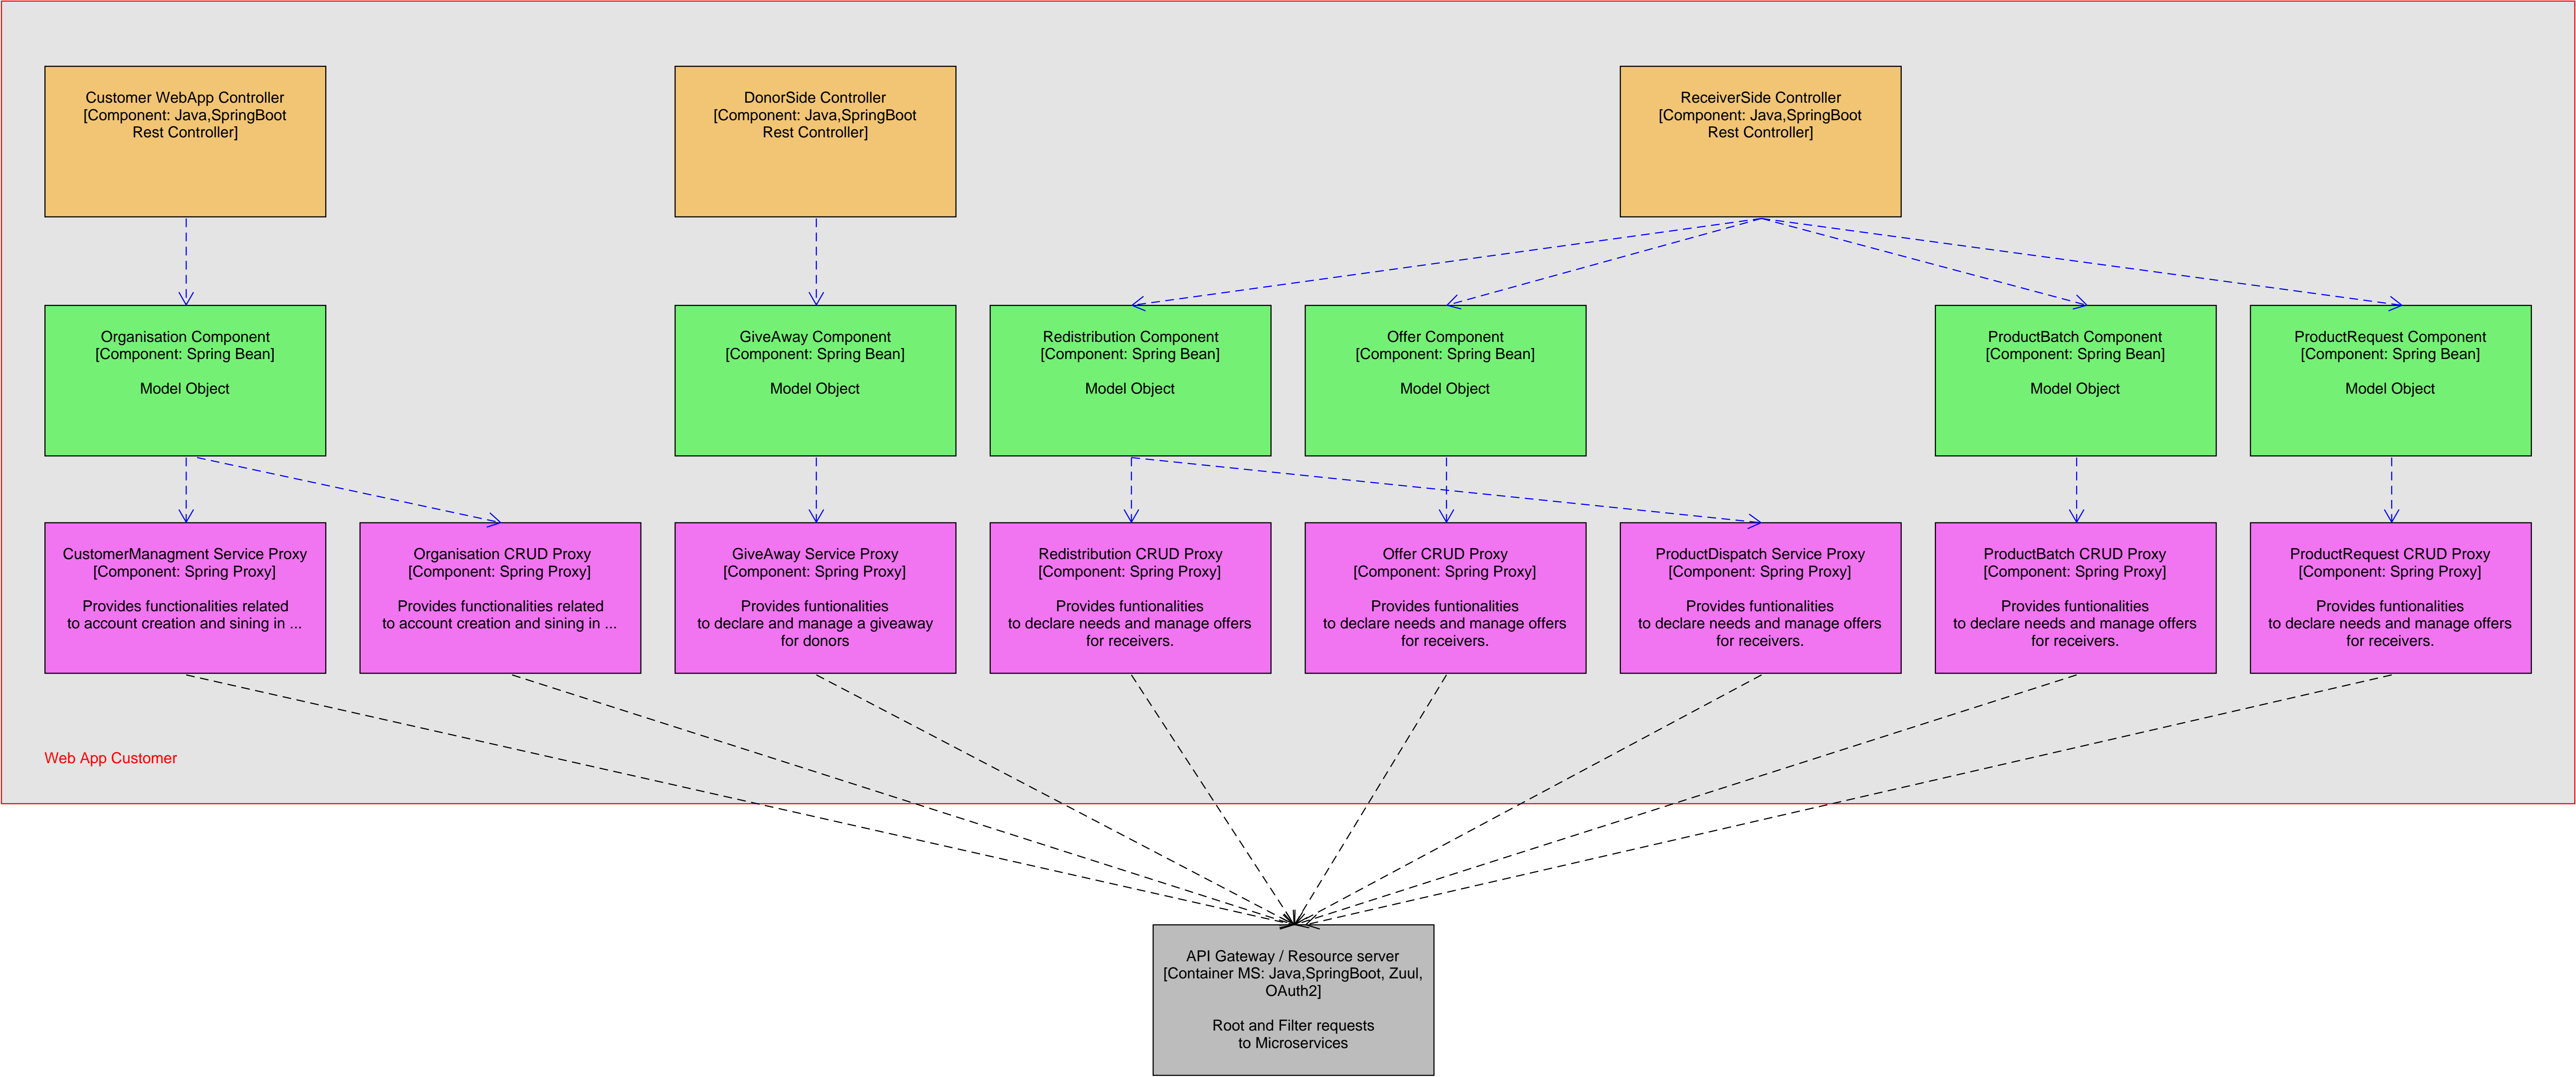 Customer WebApp Controller
[Component: Java,SpringBoot
Rest Controller]
DonorSide Controller
[Component: Java,SpringBoot
Rest Controller]
ReceiverSide Controller
[Component: Java,SpringBoot
Rest Controller]
Organisation Component
[Component: Spring Bean]
Model Object
GiveAway Component
[Component: Spring Bean]
Model Object
Redistribution Component
[Component: Spring Bean]
Model Object
Offer Component
[Component: Spring Bean]
Model Object
ProductBatch Component
[Component: Spring Bean]
Model Object
ProductRequest Component
[Component: Spring Bean]
Model Object
CustomerManagment Service Proxy
[Component: Spring Proxy]
Provides functionalities related
to account creation and sining in ...
Organisation CRUD Proxy
[Component: Spring Proxy]
Provides functionalities related
to account creation and sining in ...
GiveAway Service Proxy
[Component: Spring Proxy]
Provides funtionalities
to declare and manage a giveaway
for donors
Redistribution CRUD Proxy
[Component: Spring Proxy]
Provides funtionalities
to declare needs and manage offers
for receivers.
Offer CRUD Proxy
[Component: Spring Proxy]
Provides funtionalities
to declare needs and manage offers
for receivers.
ProductDispatch Service Proxy
[Component: Spring Proxy]
Provides funtionalities
to declare needs and manage offers
for receivers.
ProductBatch CRUD Proxy
[Component: Spring Proxy]
Provides funtionalities
to declare needs and manage offers
for receivers.
ProductRequest CRUD Proxy
[Component: Spring Proxy]
Provides funtionalities
to declare needs and manage offers
for receivers.
Web App Customer
API Gateway / Resource server
[Container MS: Java,SpringBoot, Zuul,
OAuth2]
Root and Filter requests
to Microservices